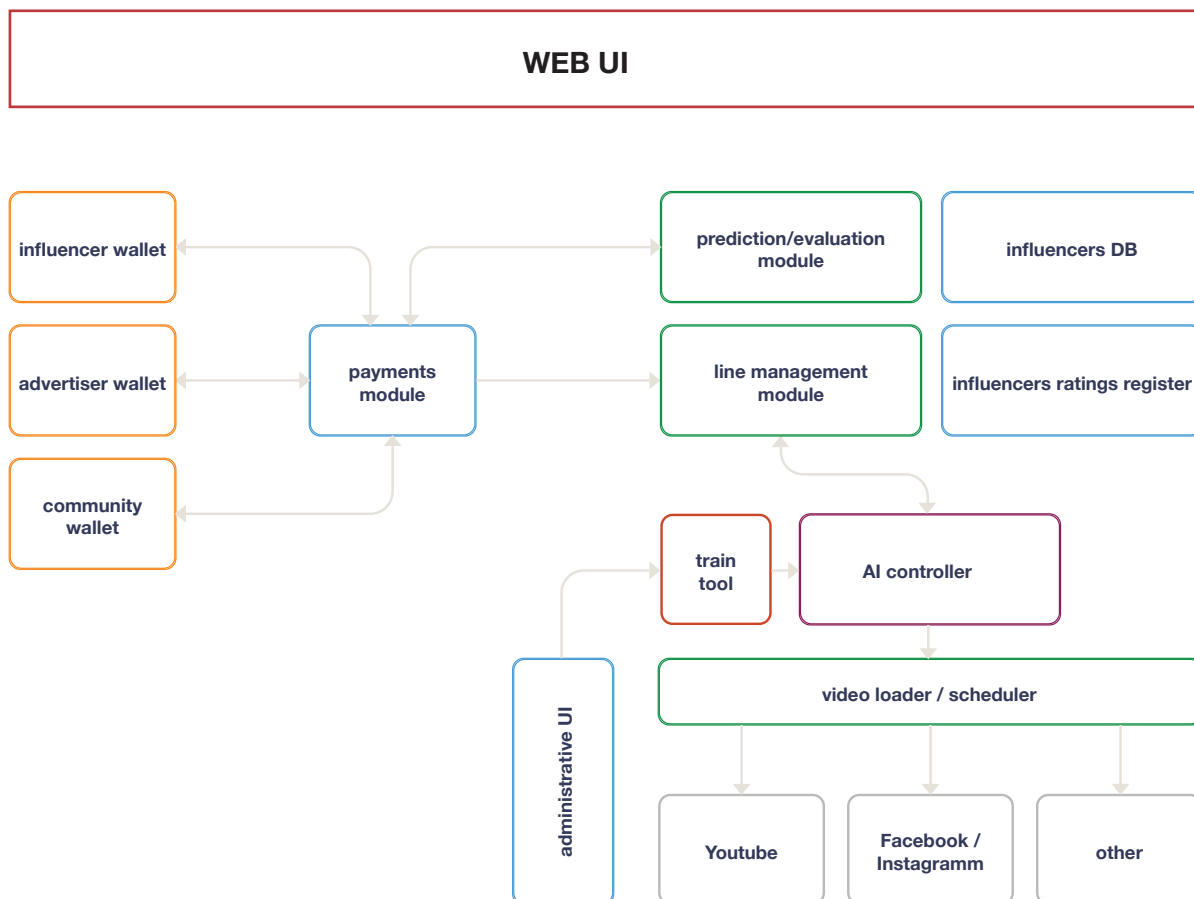 WEB UI
influencer wallet
prediction/evaluation
module
influencers DB
advertiser wallet
payments
module
line management
module
influencers ratings register
community
wallet
train
tool
AI controller
video loader / scheduler
administrative UI
Youtube
Facebook /
Instagramm
other